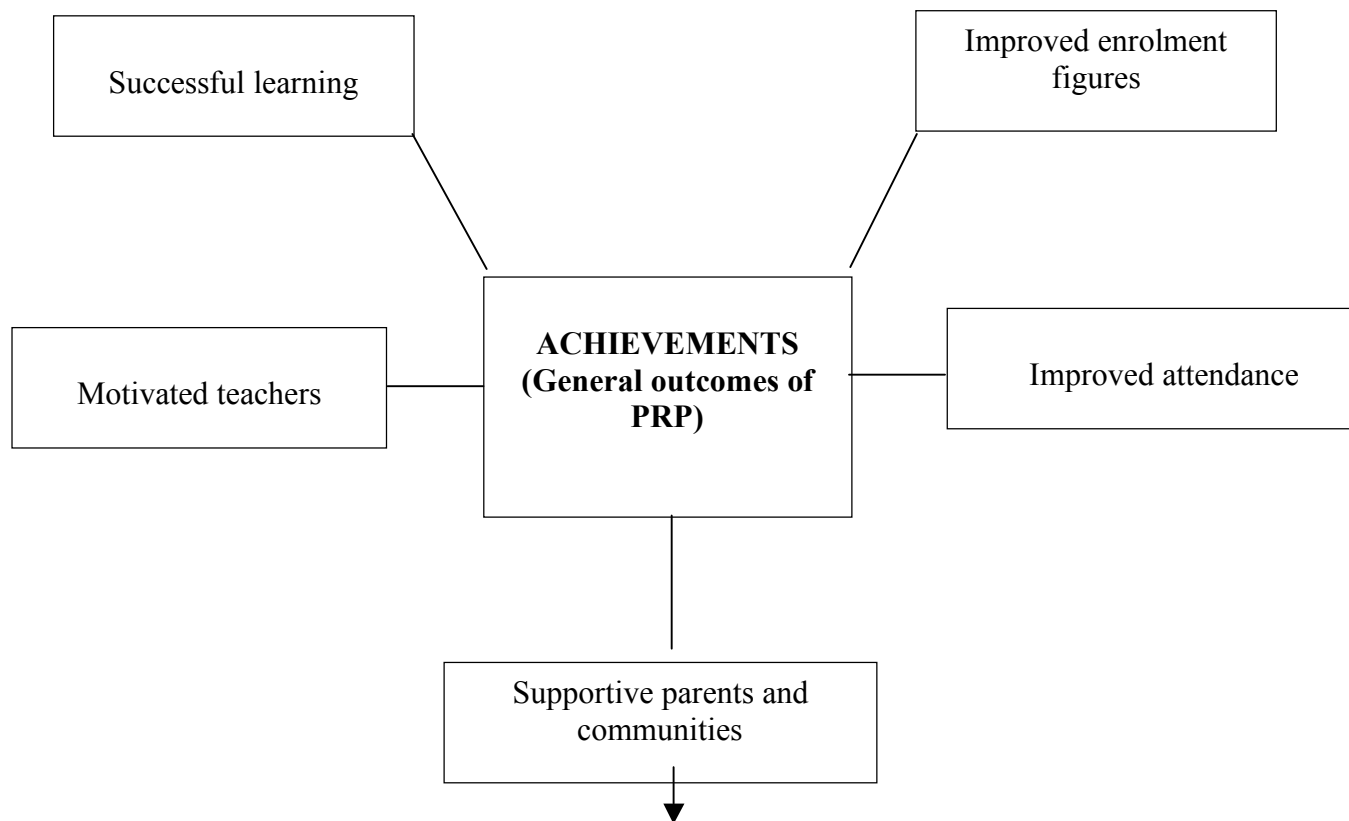 Successful learning
Improved enrolment
figures
Motivated teachers
ACHIEVEMENTS
(General outcomes of
PRP)
Improved attendance
Supportive parents and
communities